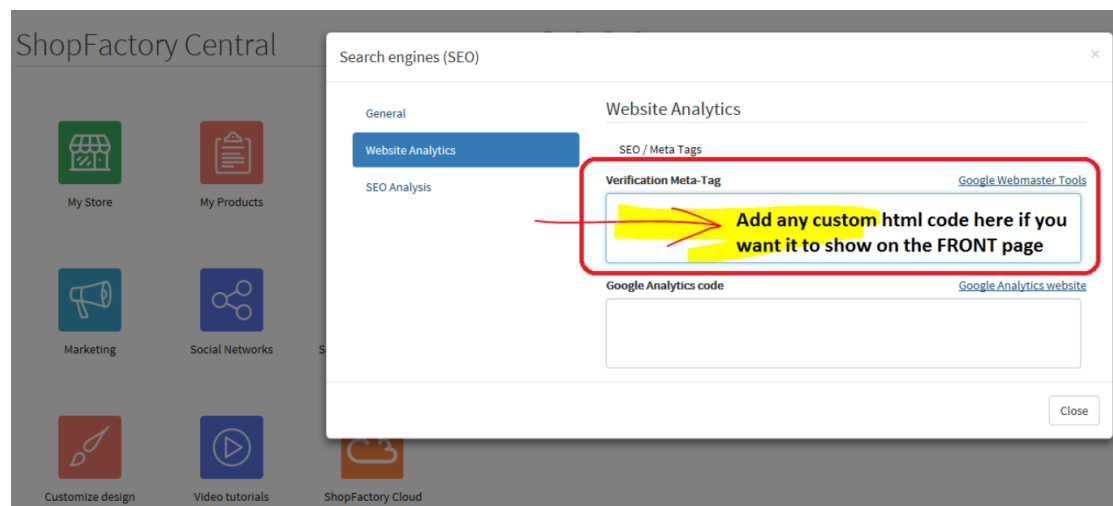 ShopFactory Central
Search engines (SEO)
×
General
Website Analytics
SEO Analysis
Website Analytics
SEO / Meta Tags
Verification Meta-Tag
Google Webmaster Tools
Add any custom html code here if you
want it to show on the FRONT page
Google Analytics code
Google Analytics website
Close
My Store
My Products
Marketing
Social Networks
S
Customize design
Video tutorials
ShopFactory Cloud